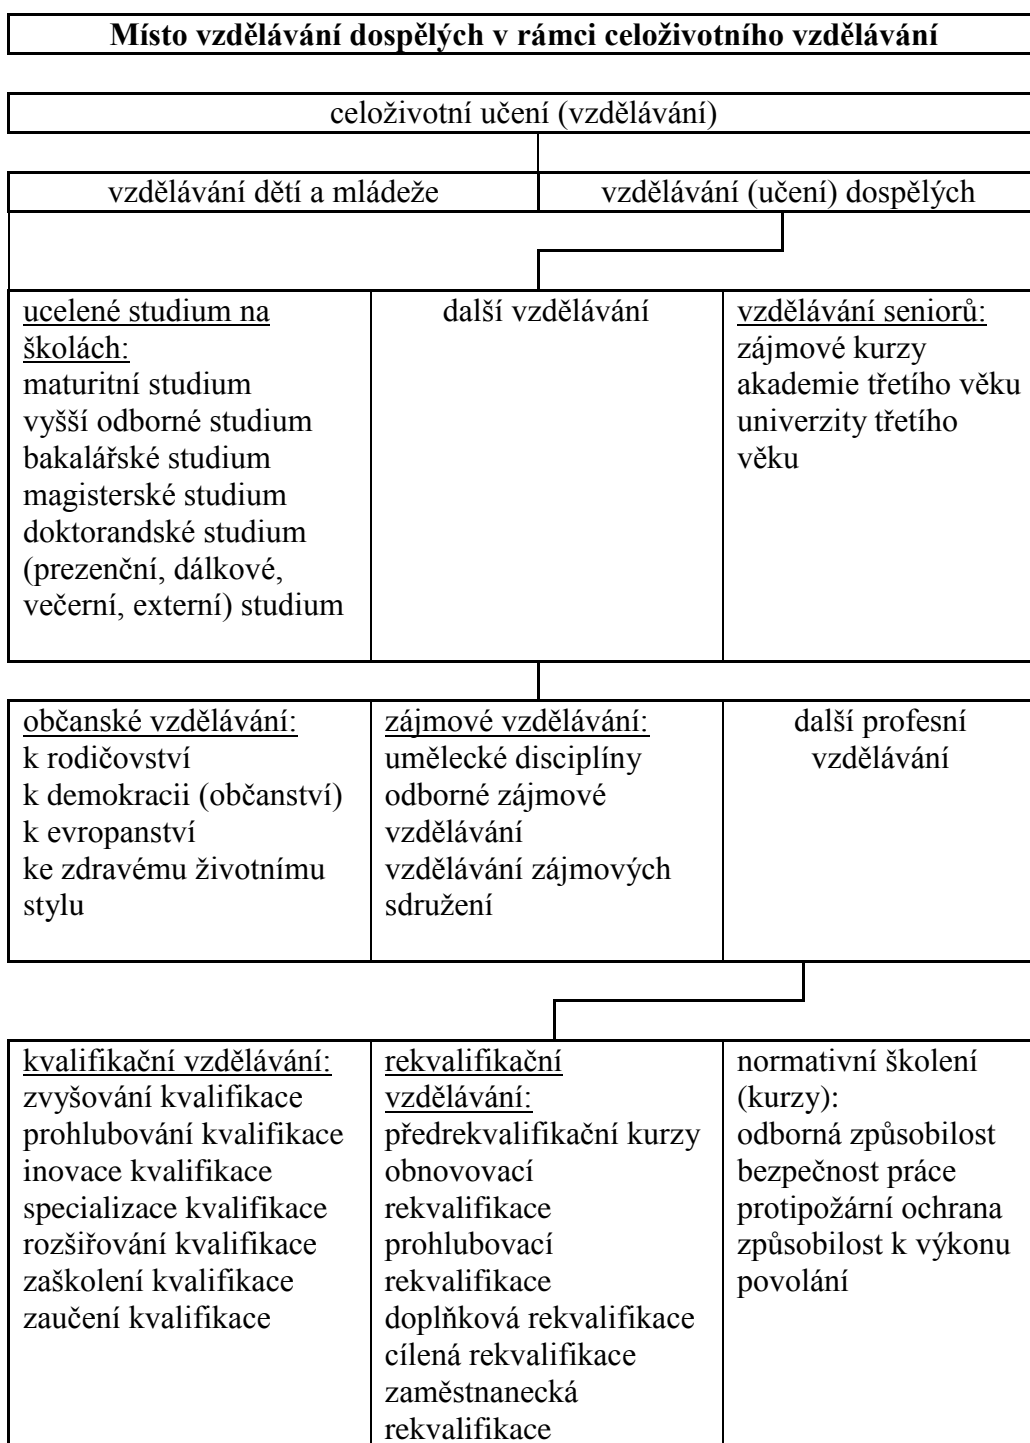 Místo vzdělávání dospělých v rámci celoživotního vzdělávání
celoživotní učení (vzdělávání)
vzdělávání dětí a mládeže
vzdělávání (učení) dospělých
ucelené studium na
školách:
maturitní studium
vyšší odborné studium
bakalářské studium
magisterské studium
doktorandské studium
(prezenční, dálkové,
večerní, externí) studium
další vzdělávání
vzdělávání seniorů:
zájmové kurzy
akademie třetího věku
univerzity třetího
věku
občanské vzdělávání:
k rodičovství
k demokracii (občanství)
k evropanství
ke zdravému životnímu
stylu
zájmové vzdělávání:
umělecké disciplíny
odborné zájmové
vzdělávání
vzdělávání zájmových
sdružení
další profesní
vzdělávání
kvalifikační vzdělávání:
zvyšování kvalifikace
prohlubování kvalifikace
inovace kvalifikace
specializace kvalifikace
rozšiřování kvalifikace
zaškolení kvalifikace
zaučení kvalifikace
rekvalifikační
vzdělávání:
předrekvalifikační kurzy
obnovovací
rekvalifikace
prohlubovací
rekvalifikace
doplňková rekvalifikace
cílená rekvalifikace
zaměstnanecká
rekvalifikace
normativní školení
(kurzy):
odborná způsobilost
bezpečnost práce
protipožární ochrana
způsobilost k výkonu
povolání